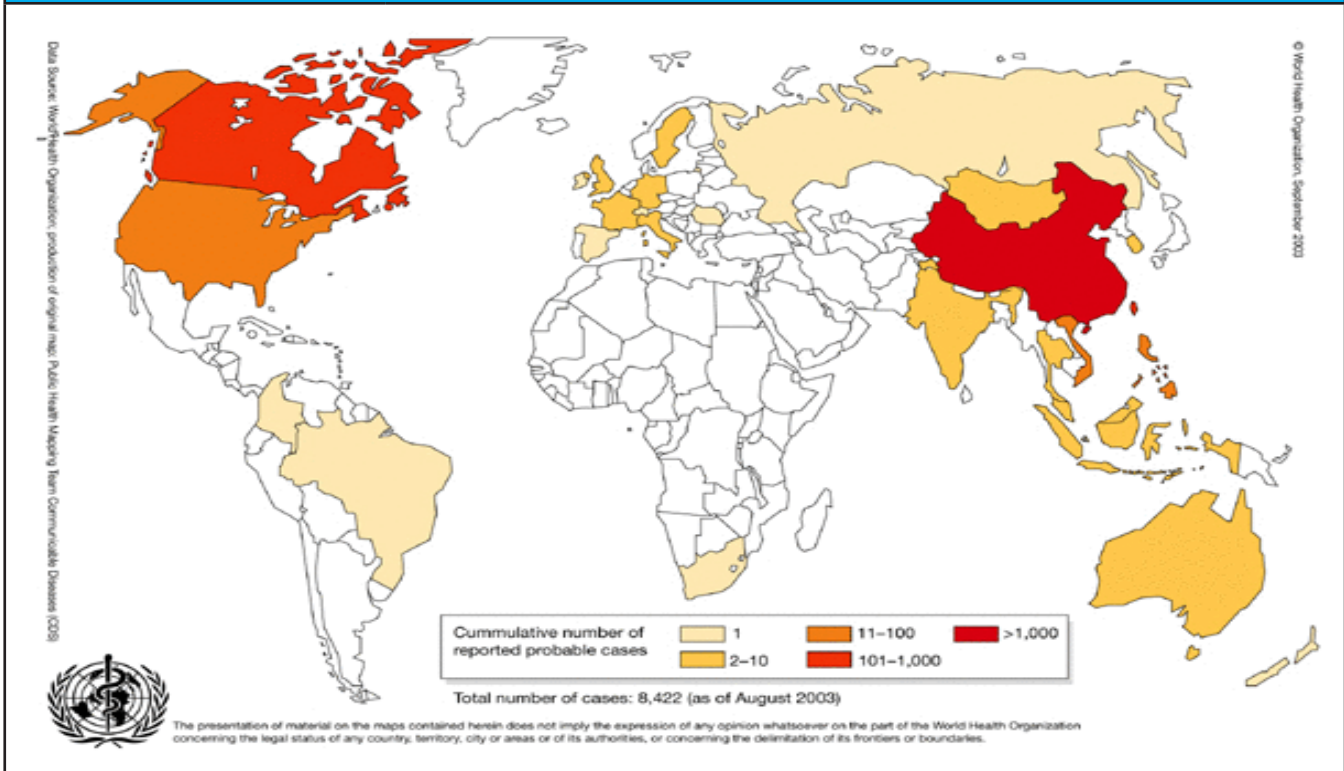 Data Source: World Health Organization; production of original map: Public Health Mapping Team Communicable Diseases (CDS)
© World Health Organization, September 2003
Cummulative number of
reported probable cases
1
2–10
11–100
101–1,000
>1,000
Total number of cases: 8,422 (as of August 2003)
The presentation of material on the maps contained herein does not imply the expression of any opinion whatsoever on the part of the World Health Organization
concerning the legal status of any country, territory, city or areas or of its authorities, or concerning the delimitation of its frontiers or boundaries.